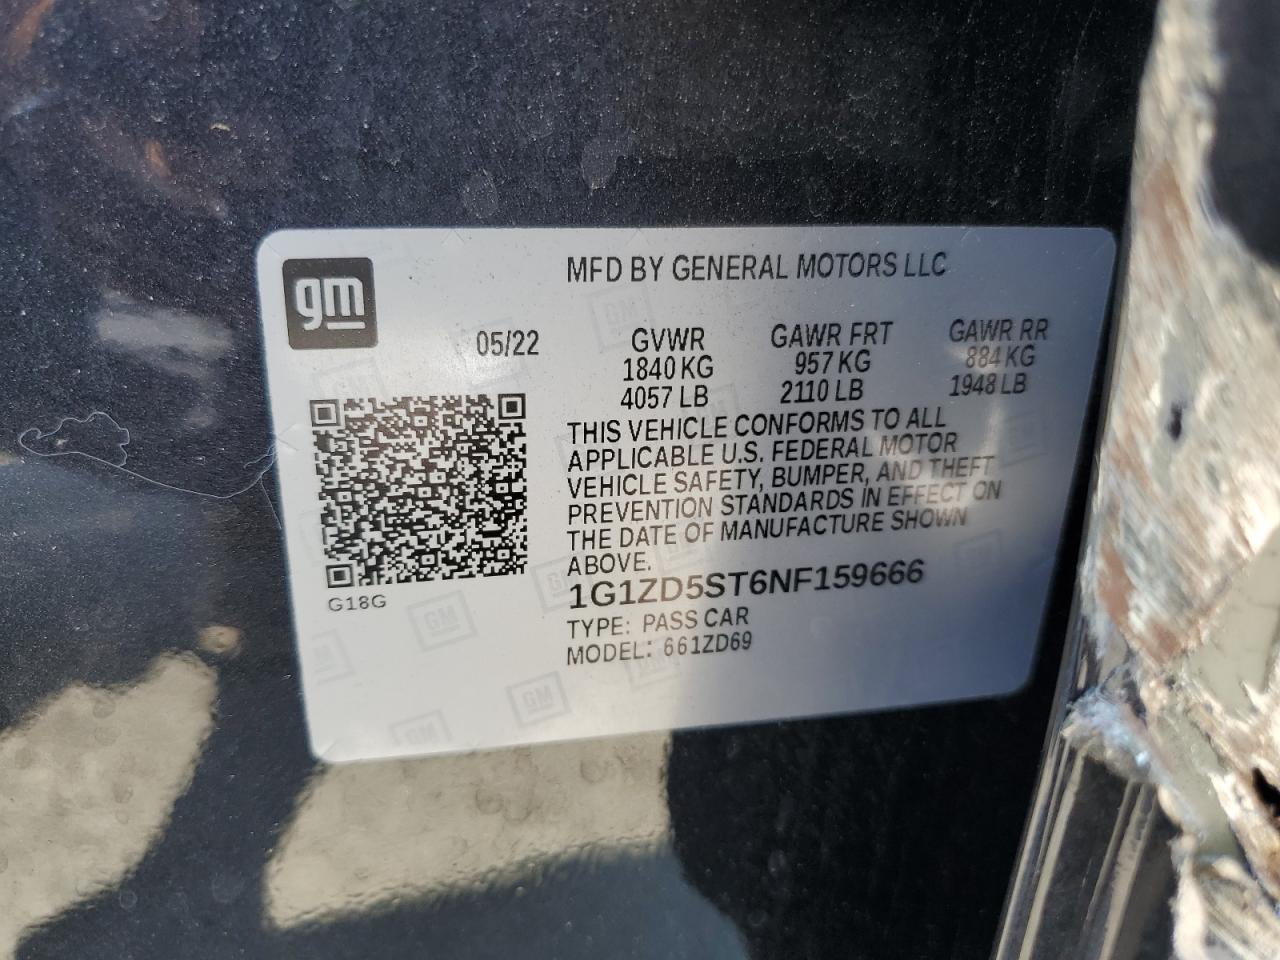 gm
MFD BY GENERAL MOTORS LLC
05/22
GVWR GAWR FRT GAWR RR
1840 KG 957 KG 884 KG
4057 LB 2110 LB 1948 LB
THIS VEHICLE CONFORMS TO ALL
APPLICABLE U.S. FEDERAL MOTOR
VEHICLE SAFETY, BUMPER, AND THEFT
PREVENTION STANDARDS IN EFFECT ON
THE DATE OF MANUFACTURE SHOWN
ABOVE.
1G1ZD5ST6NF159666
TYPE: PASS CAR
MODEL: 661ZD69
G18G